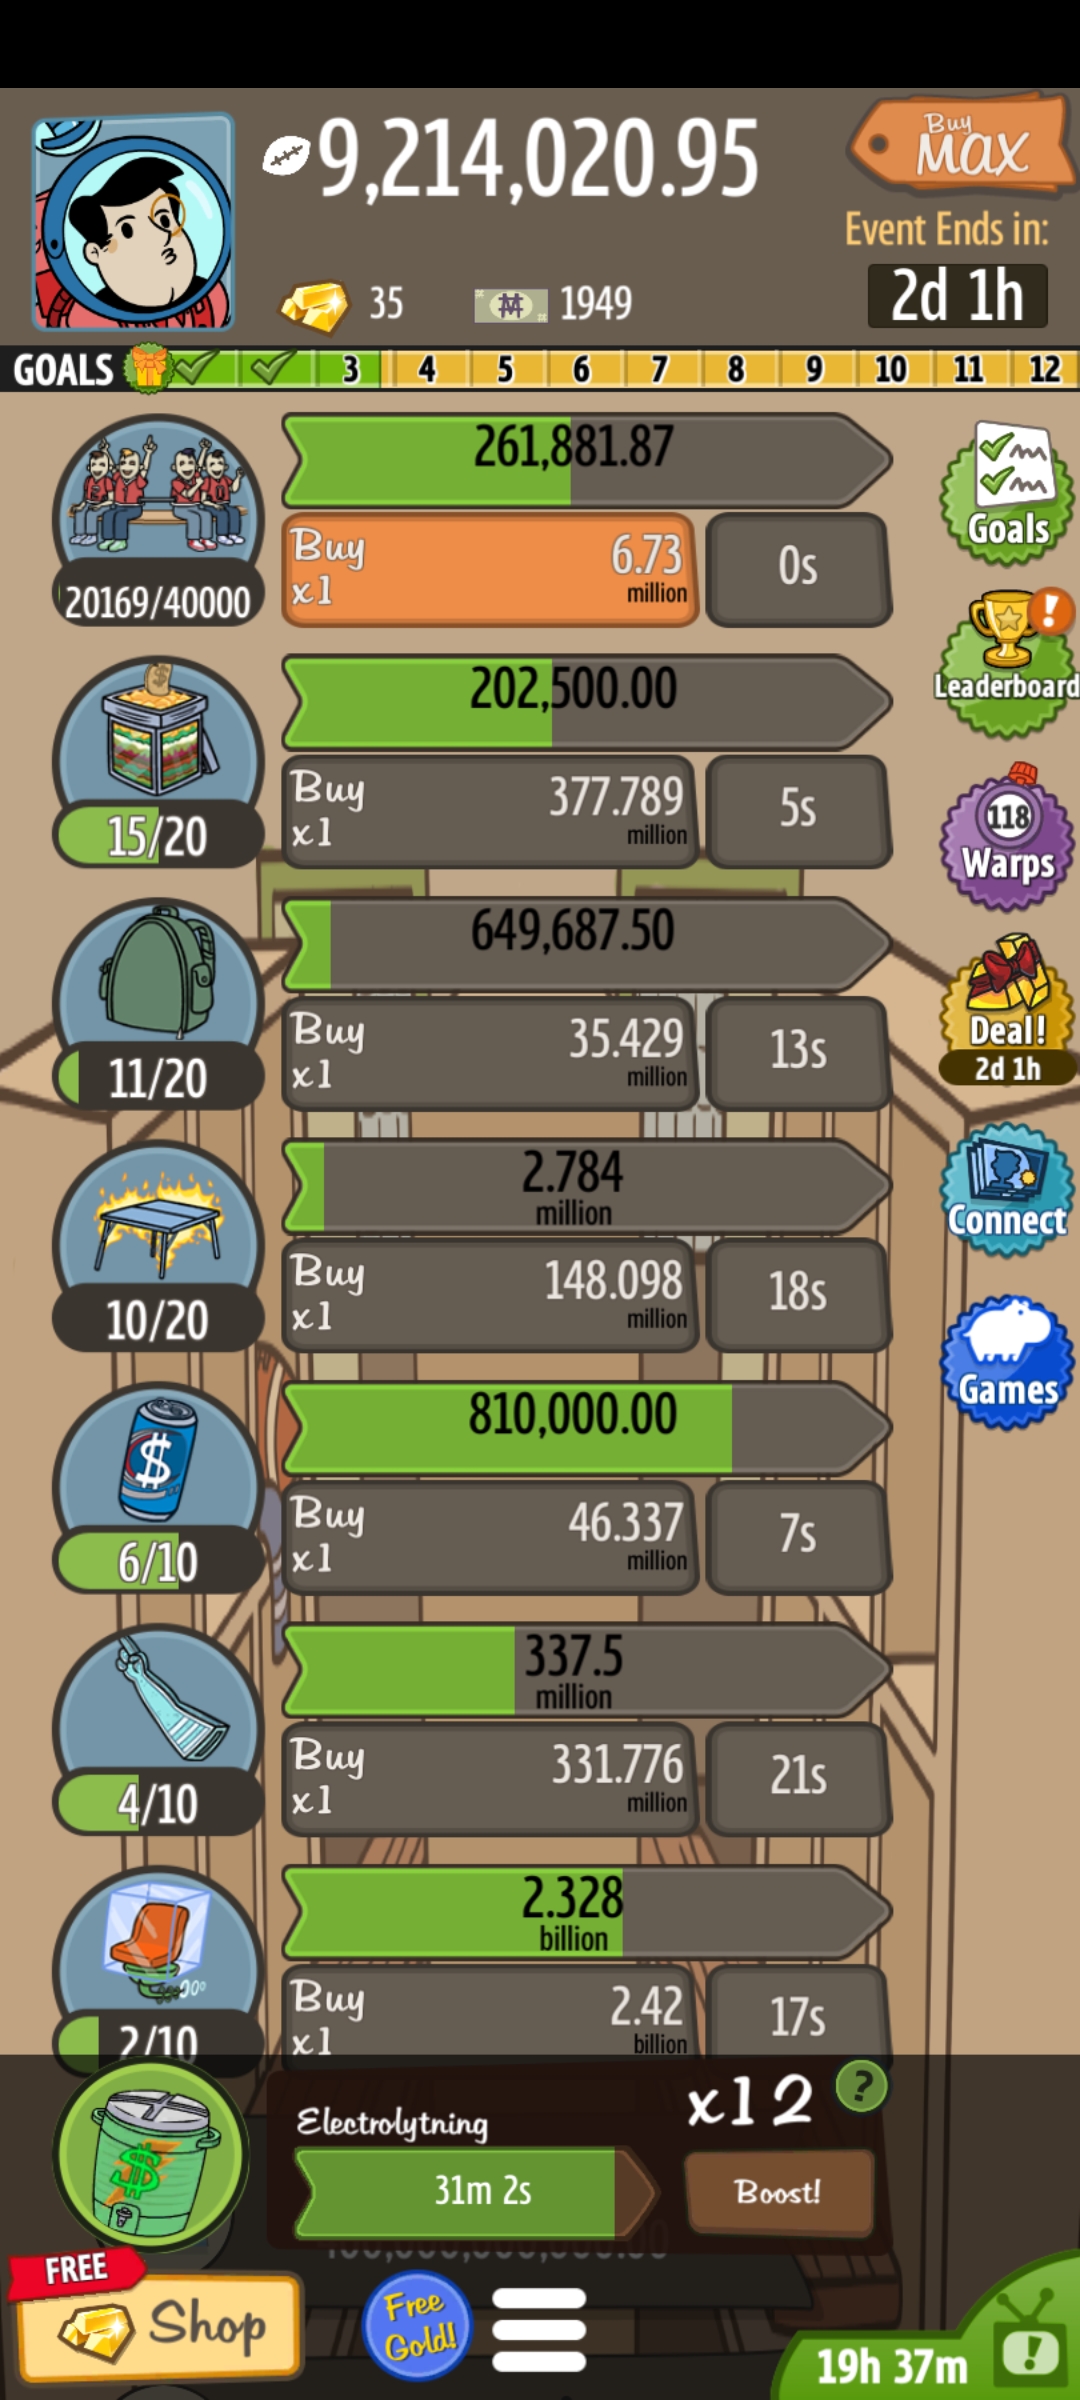 9,214,020.95
Buy
MAX
Event Ends in:
35
1949
2d 1h
GOALS 3 4 5 6 7 8 9 10 11 12
261,881.87
Buy
x1
6.73
million
0s
20169/40000
Goals
202,500.00
Buy
x1
377.789
million
5s
15/20
!
Leaderboard
649,687.50
Buy
x1
35.429
million
13s
11/20
118
Warps
2.784
million
Buy
x1
148.098
million
18s
10/20
Deal!
2d 1h
810,000.00
Buy
x1
46.337
million
7s
6/10
Connect
Games
337.5
million
Buy
x1
331.776
million
21s
4/10
2.328
billion
Buy
x1
2.42
billion
17s
2/10
Electrolytning
x12
?
31m 2s
Boost!
FREE
Shop
Free
Gold!
19h 37m
!